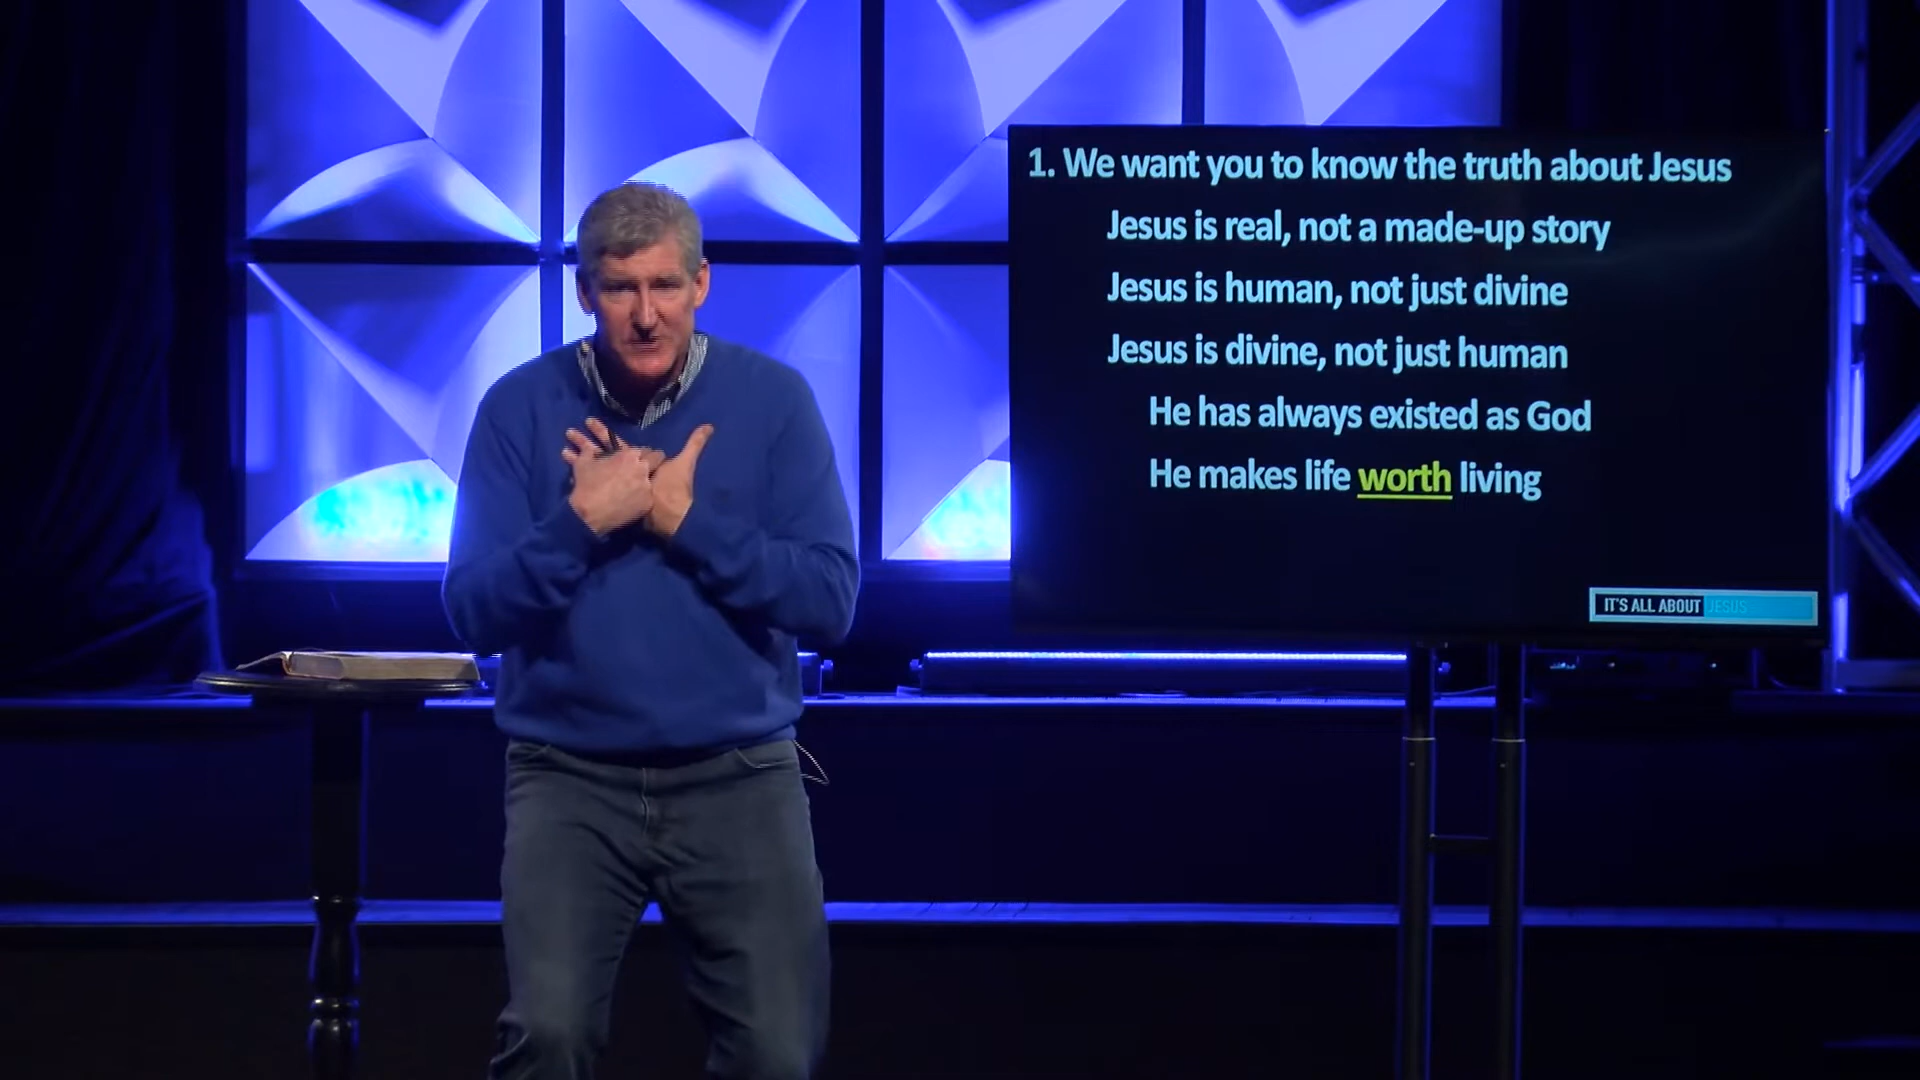 1. We want you to know the truth about Jesus
Jesus is real, not a made-up story
Jesus is human, not just divine
Jesus is divine, not just human
He has always existed as God
He makes life worth living
IT'S ALL ABOUT JESUS